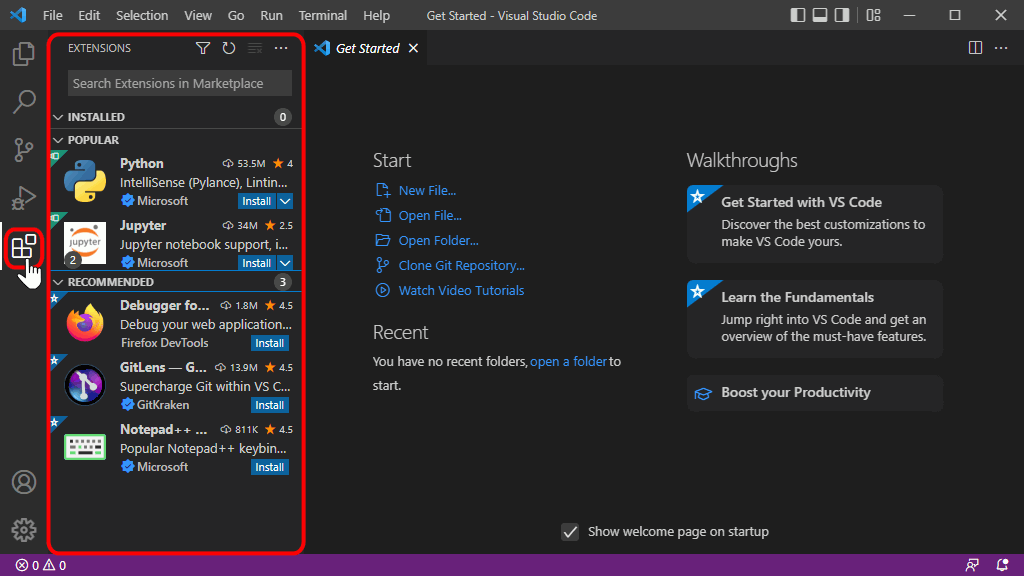 File Edit Selection View Go Run Terminal Help
Get Started - Visual Studio Code
EXTENSIONS
Search Extensions in Marketplace
INSTALLED 0
POPULAR
Python 53.5M 4
IntelliSense (Pylance), Lintin...
Microsoft Install
Jupyter 34M 2.5
jupyter
2
Jupyter notebook support, i...
Microsoft Install
RECOMMENDED 3
Debugger fo... 1.8M 4.5
Debug your web application...
Firefox DevTools Install
GitLens — G... 13.9M 4.5
Supercharge Git within VS C...
GitKraken Install
Notepad++ ... 811K 4.5
Popular Notepad++ keybin...
Microsoft Install
Get Started
Start
New File...
Open File...
Open Folder...
Clone Git Repository...
Watch Video Tutorials
Recent
You have no recent folders, open a folder to
start.
Walkthroughs
Get Started with VS Code
Discover the best customizations to
make VS Code yours.
Learn the Fundamentals
Jump right into VS Code and get an
overview of the must-have features.
Boost your Productivity
Show welcome page on startup
0 0